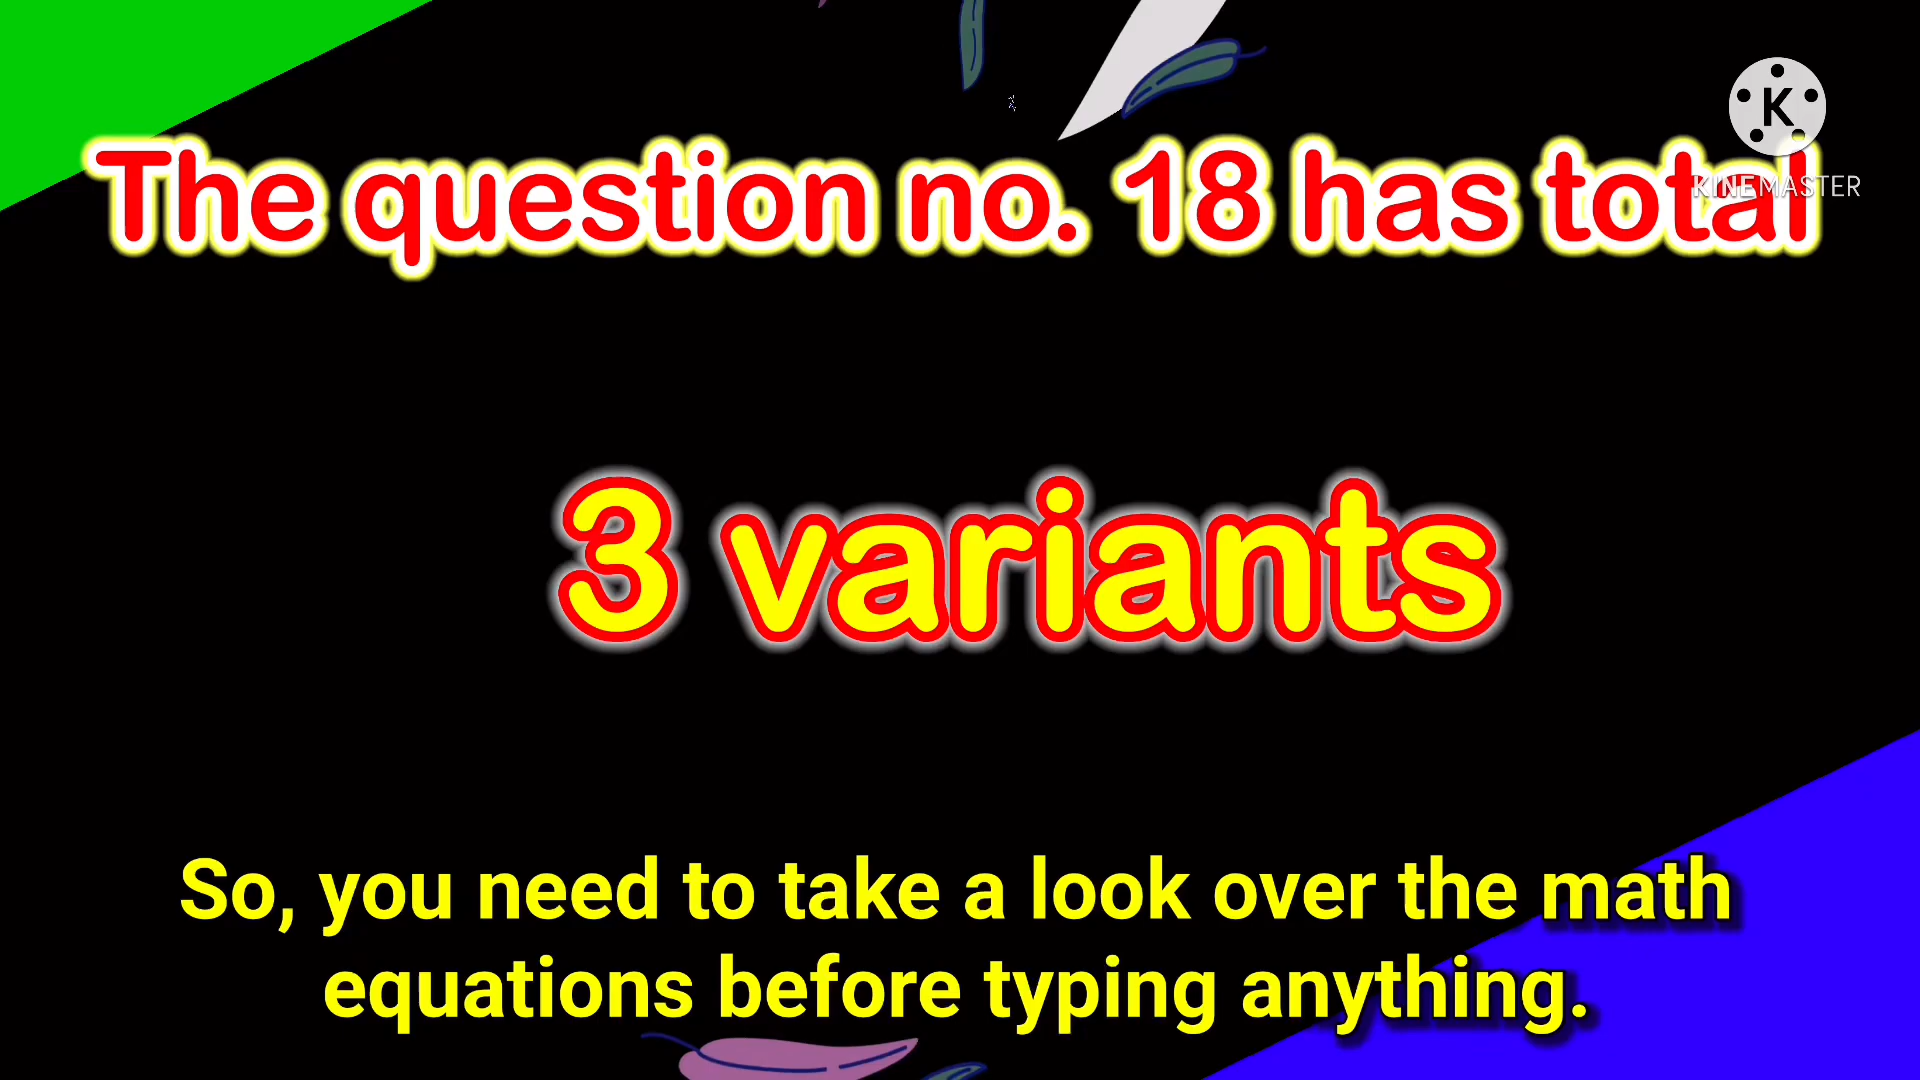 The question no. 18 has total
K
KINEMASTER
3 variants
So, you need to take a look over the math
equations before typing anything.